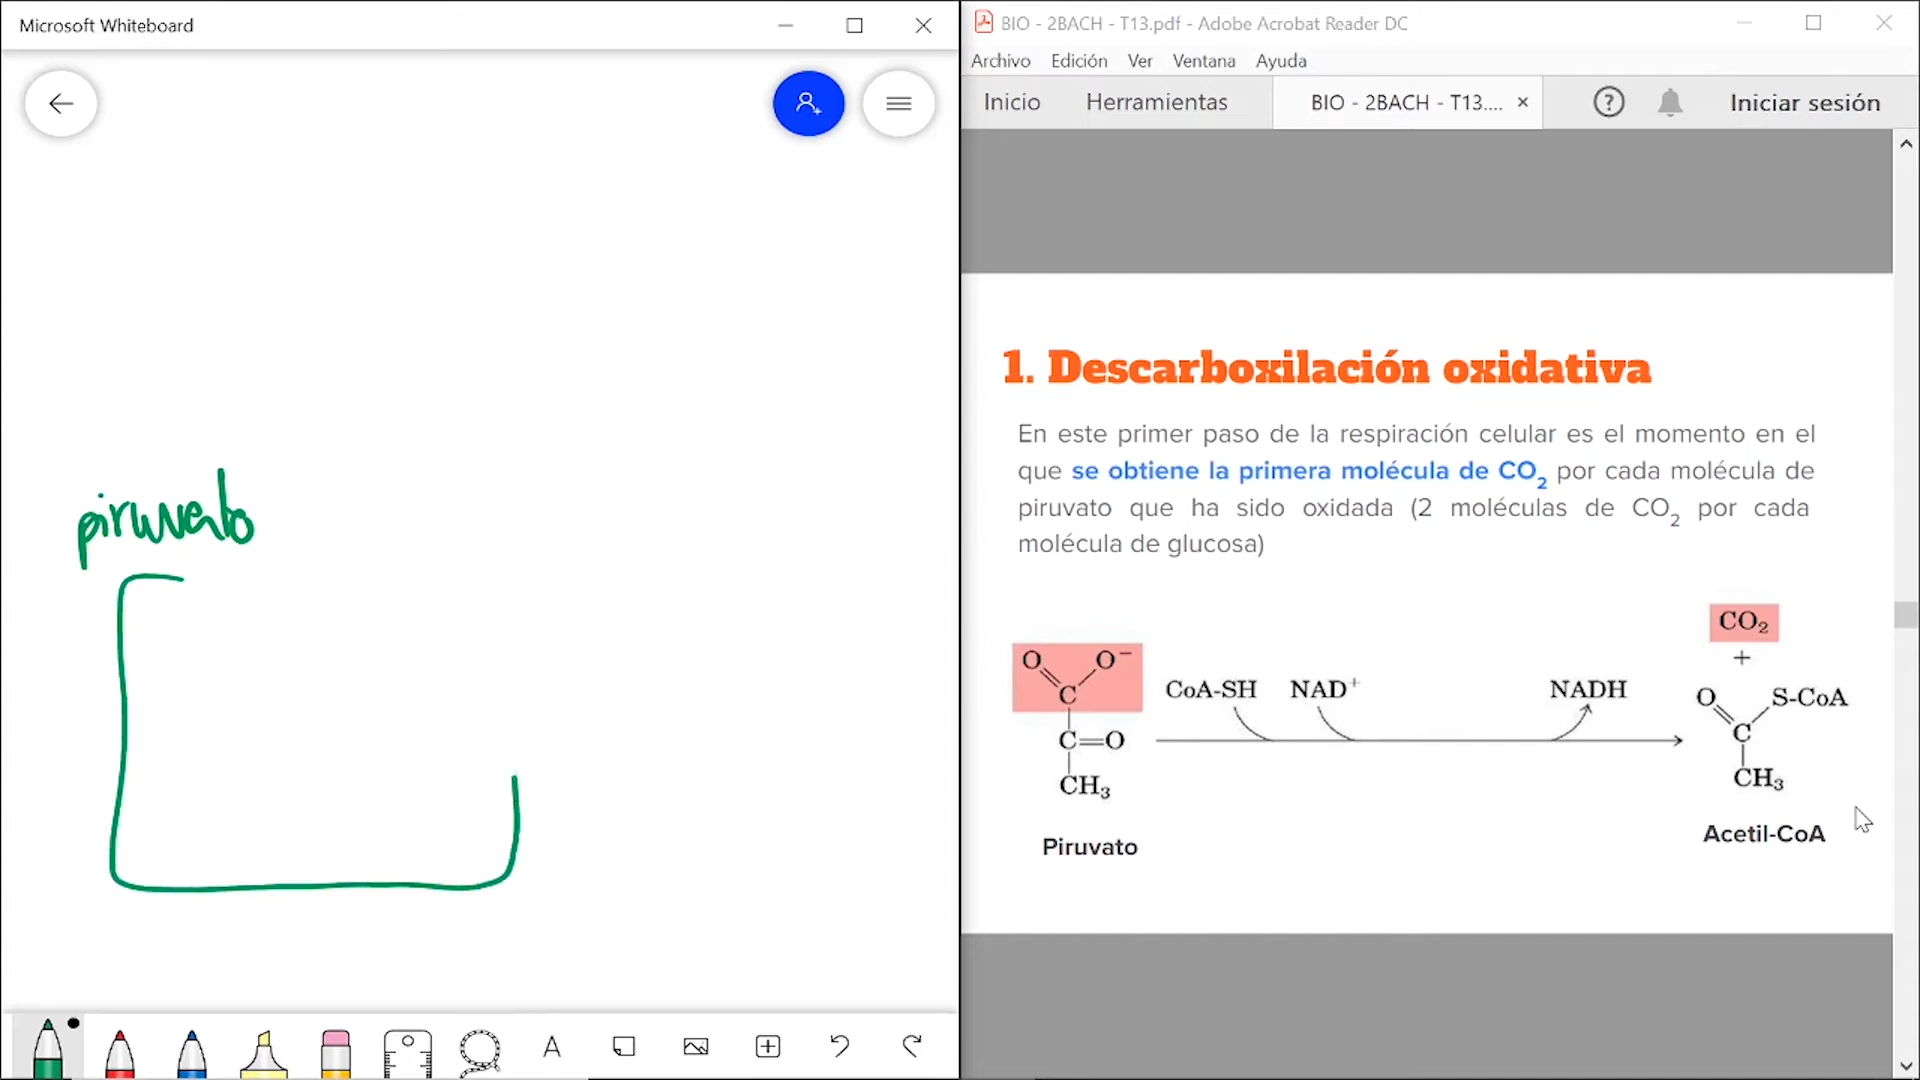 Microsoft Whiteboard
piruvato
A
BIO - 2BACH - T13.pdf - Adobe Acrobat Reader DC
Archivo Edición Ver Ventana Ayuda
Inicio Herramientas BIO - 2BACH - T13.... × ? Iniciar sesión
1. Descarboxilación oxidativa
En este primer paso de la respiración celular es el momento en el
que se obtiene la primera molécula de CO₂ por cada molécula de
piruvato que ha sido oxidada (2 moléculas de CO₂ por cada
molécula de glucosa)
CO₂
+
O O⁻
C
C=O
CH₃
Piruvato
CoA-SH NAD⁺ NADH
O S-CoA
C
CH₃
Acetil-CoA